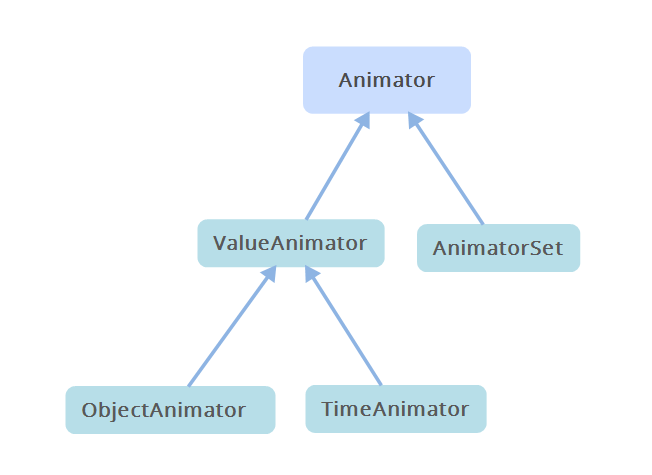 Animator
ValueAnimator
AnimatorSet
ObjectAnimator
TimeAnimator